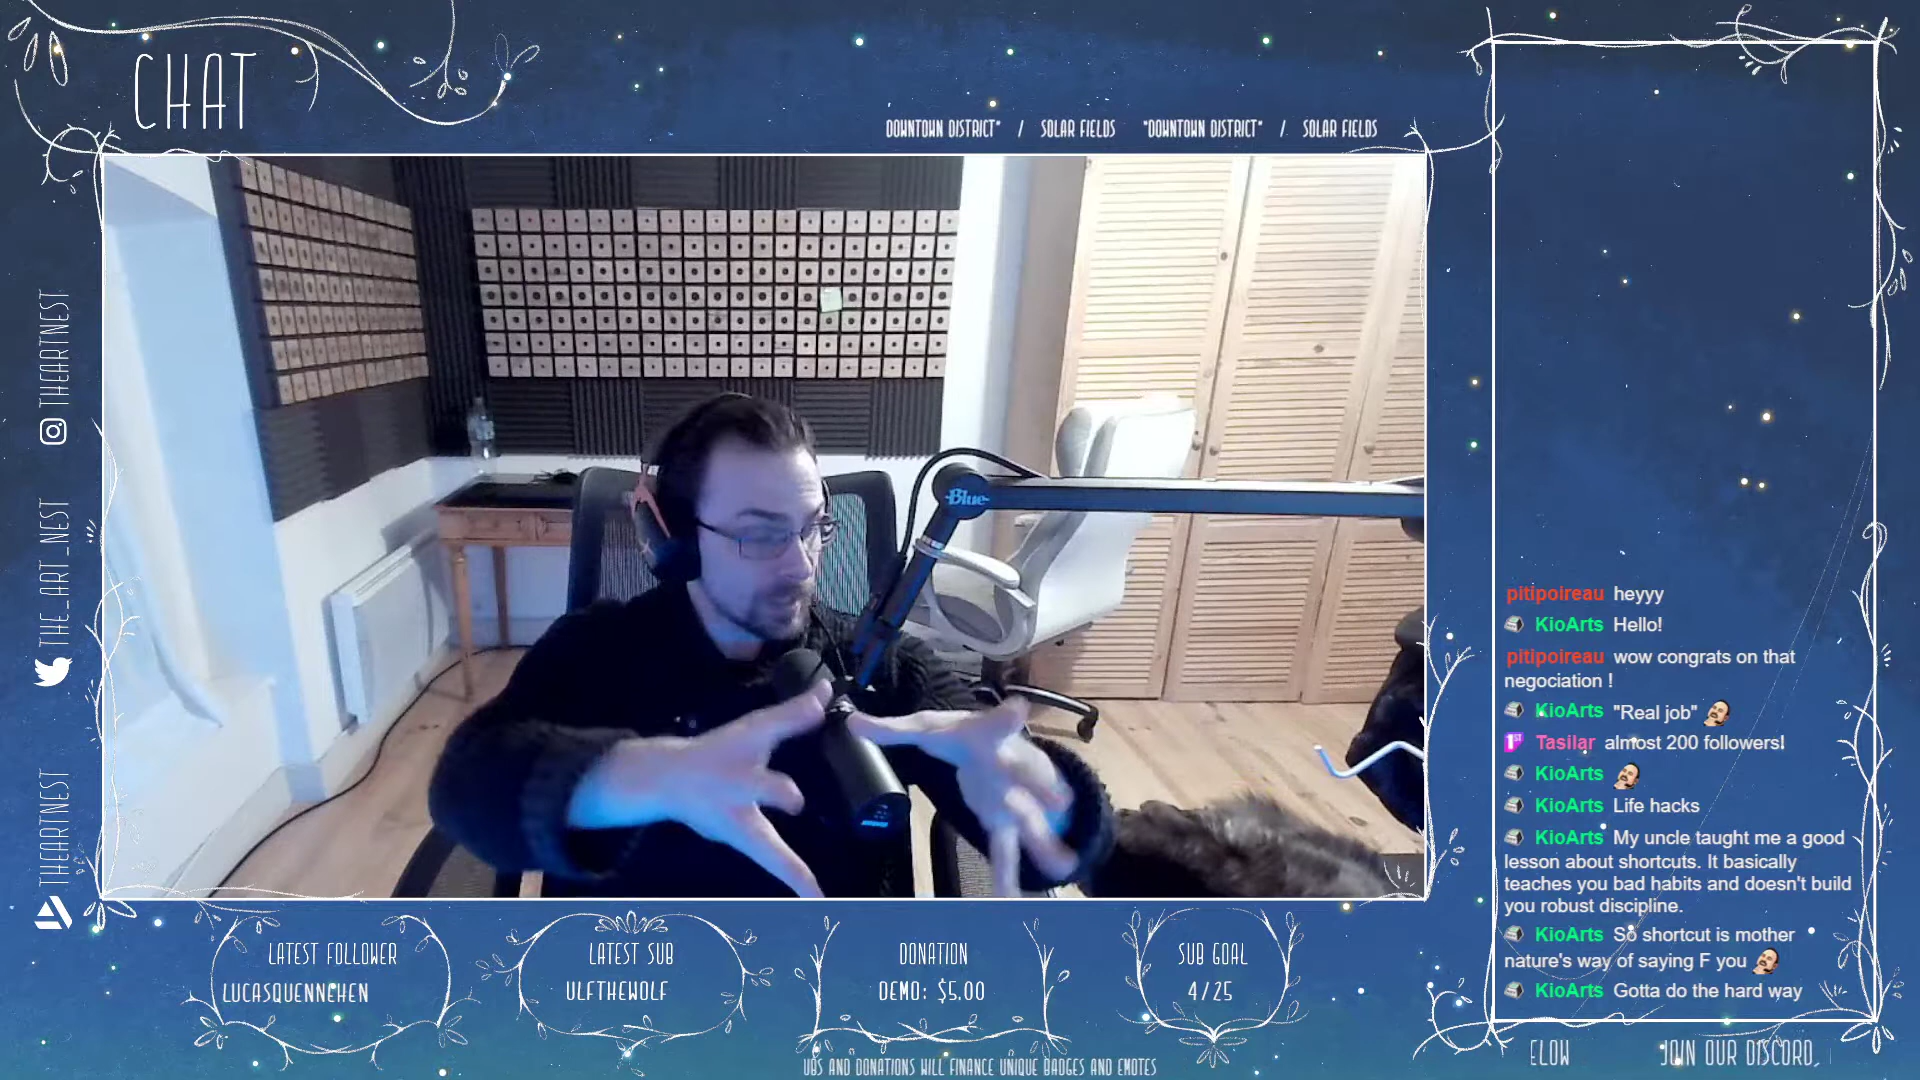 CHAT
DOWNTOWN DISTRICT" / SOLAR FIELDS "DOWNTOWN DISTRICT" / SOLAR FIELDS
THEARTNEST
THE_ART_NEST
THEARTNEST
Blue
pitipoireau heyyy
KioArts Hello!
pitipoireau wow congrats on that
negociation !
KioArts "Real job"
1ST Tasilar almost 200 followers!
KioArts
KioArts Life hacks
KioArts My uncle taught me a good
lesson about shortcuts. It basically
teaches you bad habits and doesn't build
you robust discipline.
KioArts So shortcut is mother
nature's way of saying F you
KioArts Gotta do the hard way
LATEST FOLLOWER
LUCASQUENNEHEN
LATEST SUB
ULFTHEWOLF
DONATION
DEMO: $5.00
SUB GOAL
4/25
UBS AND DONATIONS WILL FINANCE UNIQUE BADGES AND EMOTES
ELOW JOIN OUR DISCORD,